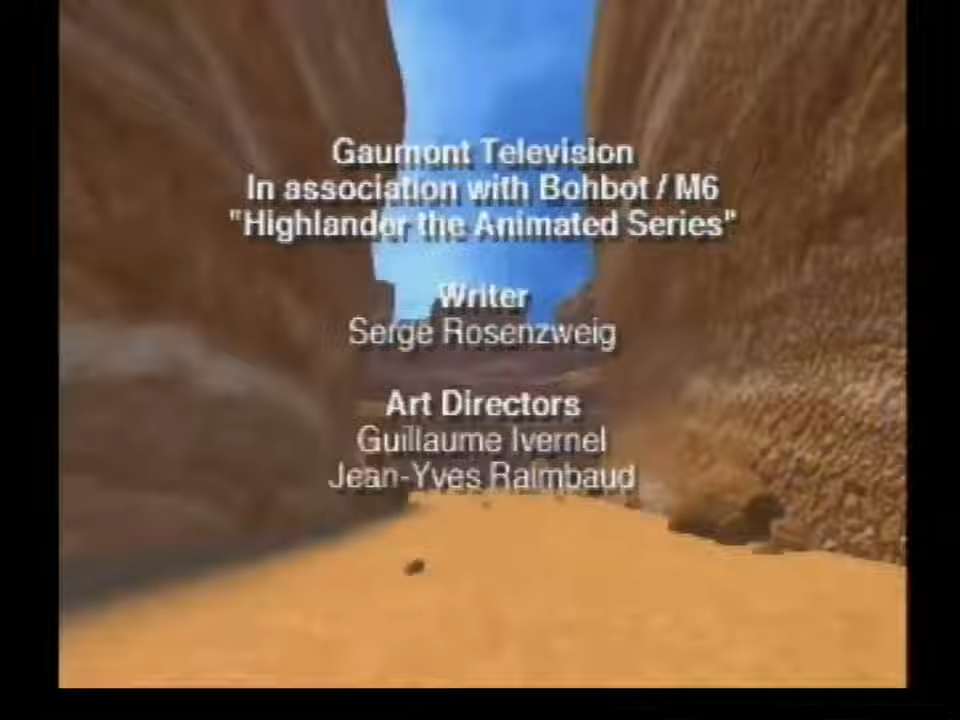 Gaumont Television
In association with Bohbot / M6
"Highlander the Animated Series"
Writer
Serge Rosenzweig
Art Directors
Guillaume Ivernel
Jean-Yves Raimbaud